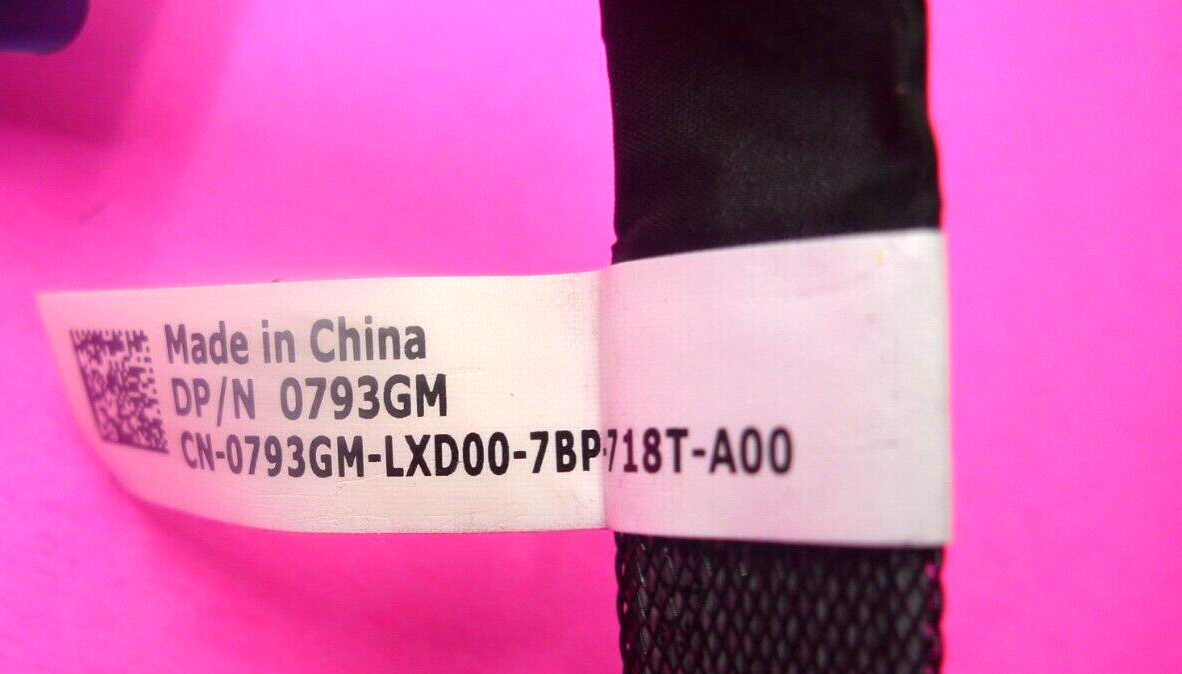 Made in China
DP/N 0793GM
CN-0793GM-LXD00-7BP-718T-A00